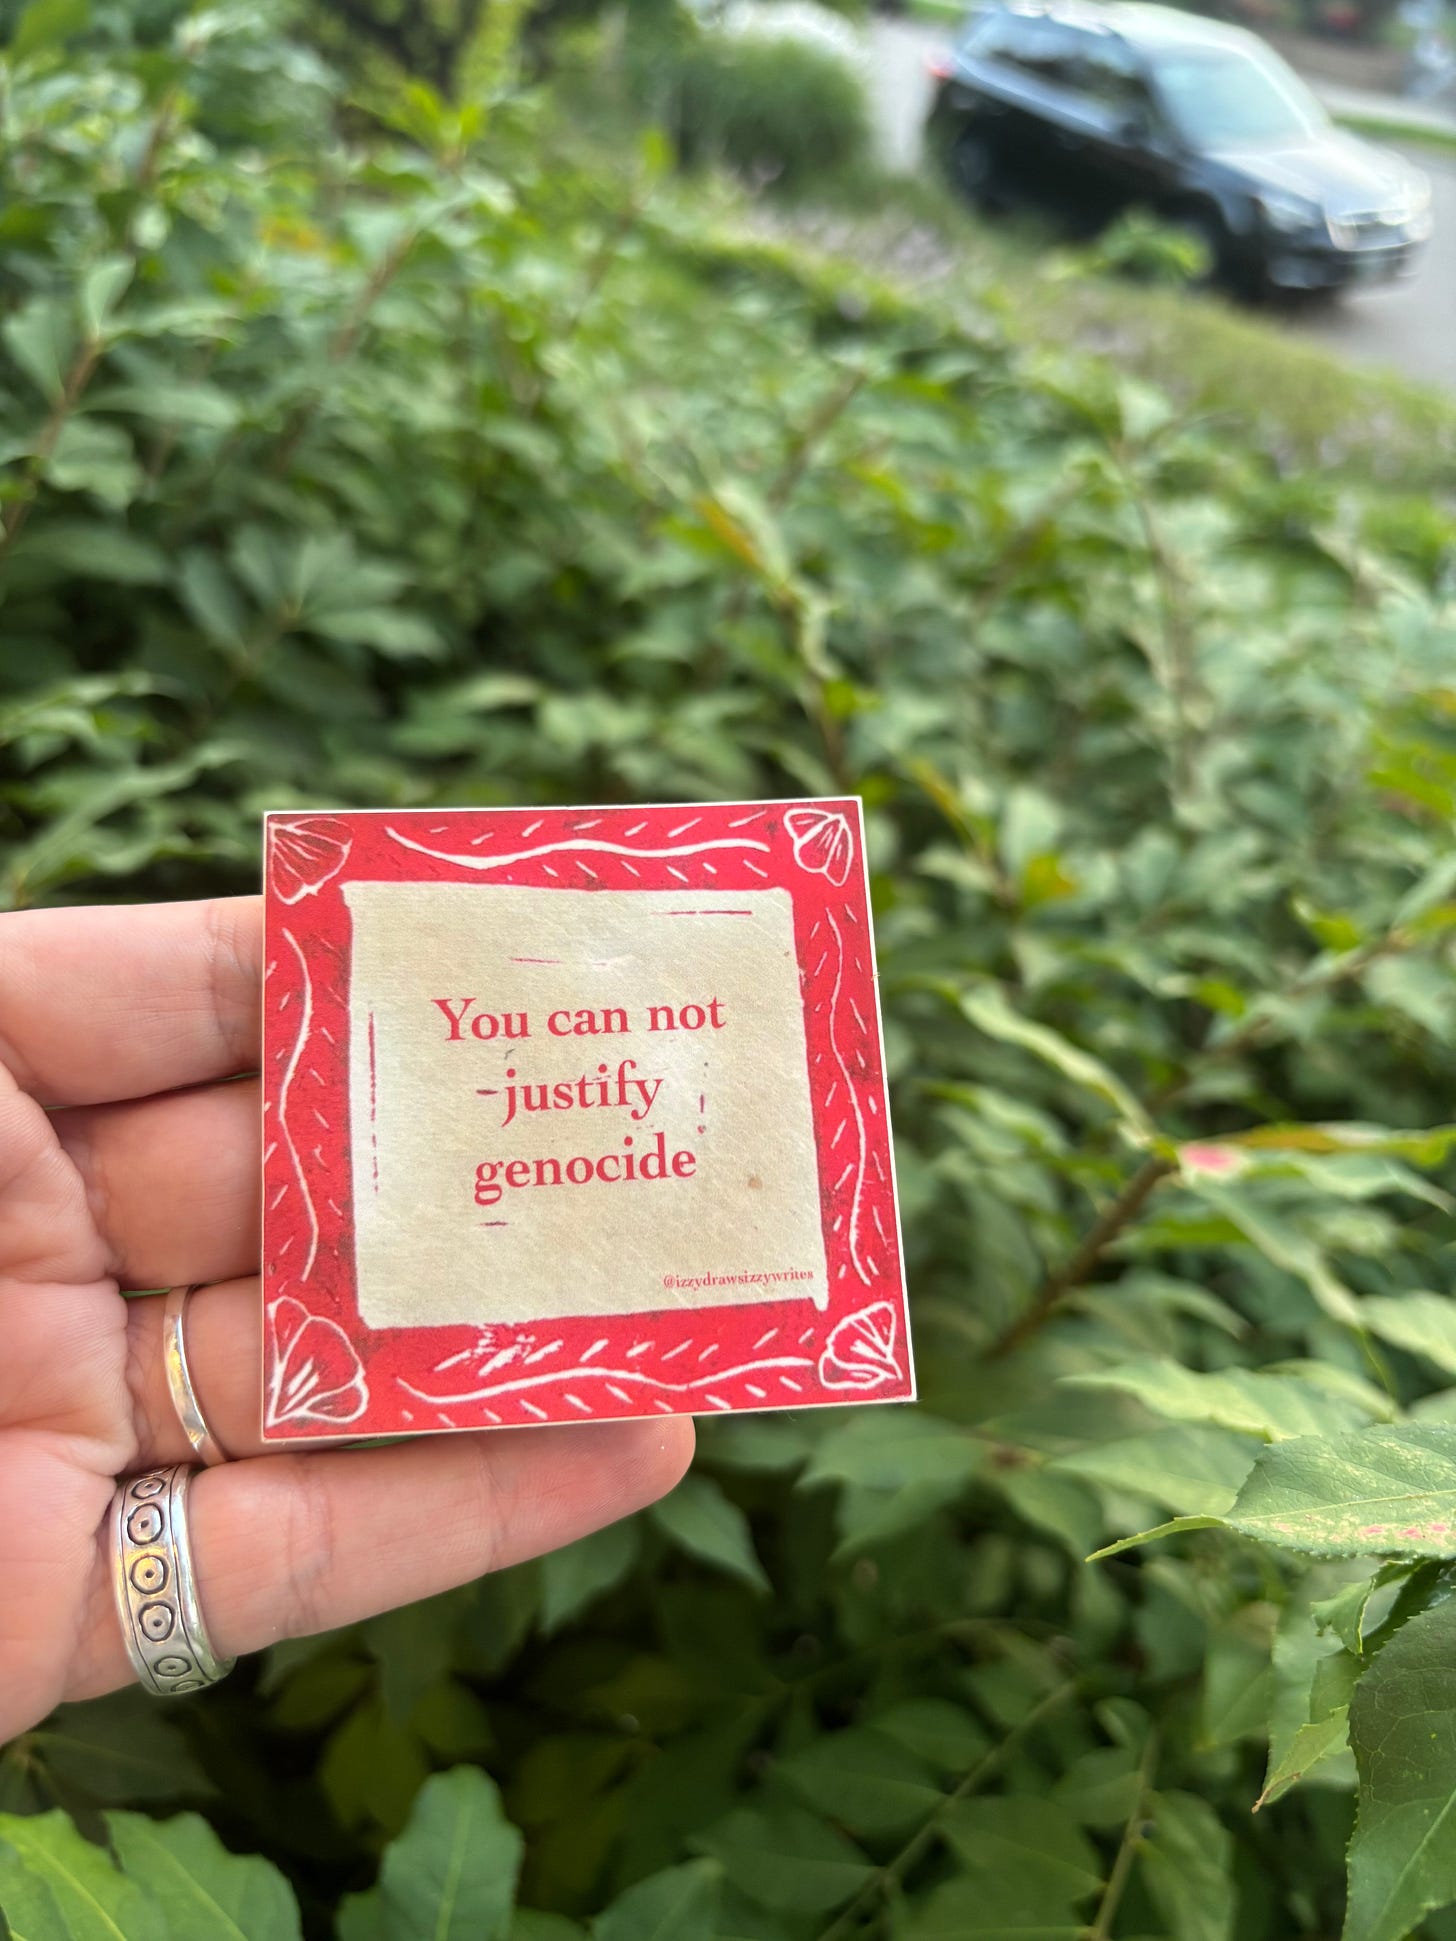 You can not
justify
genocide
@izzydrawsizzywrites